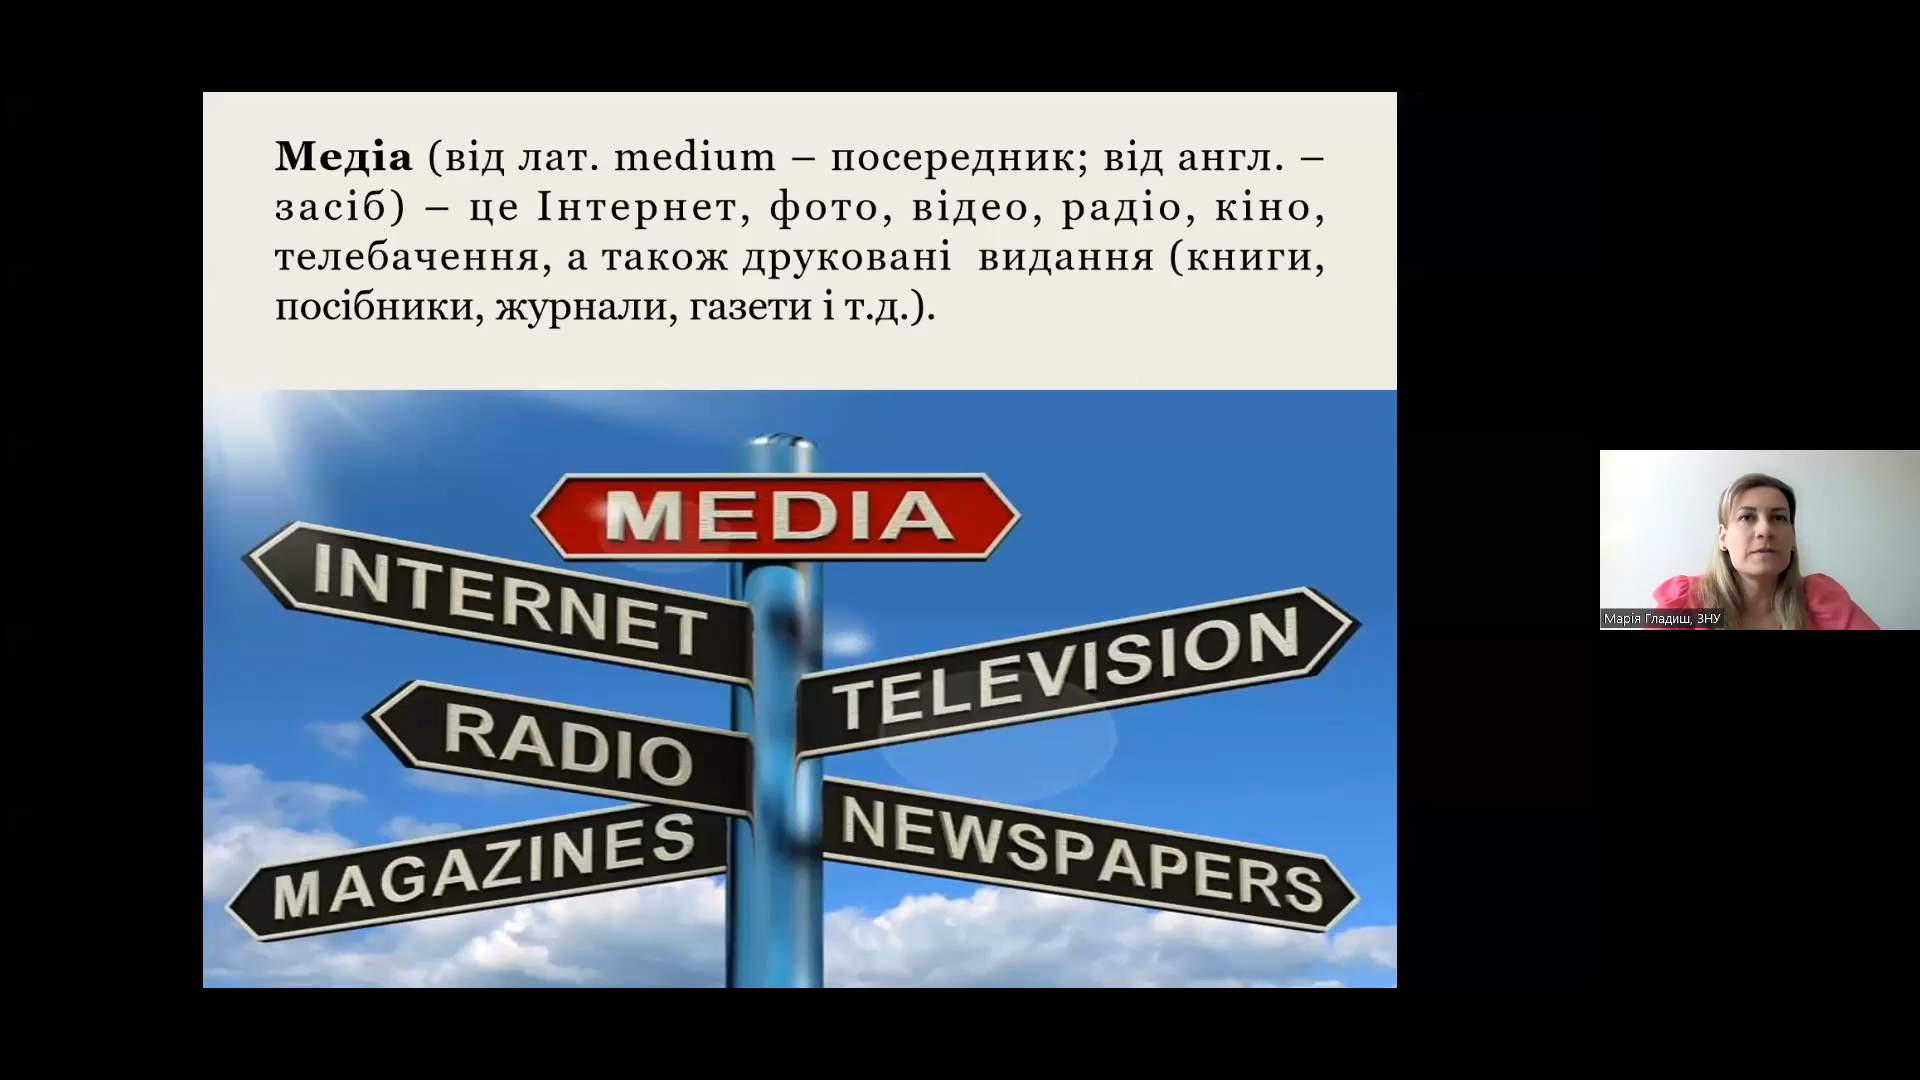 Медіа (від лат. medium – посередник; від англ. –
засіб) – це Інтернет, фото, відео, радіо, кіно,
телебачення, а також друковані видання (книги,
посібники, журнали, газети і т.д.).
MEDIA
INTERNET
TELEVISION
RADIO
NEWSPAPERS
MAGAZINES
Марія Гладиш, ЗНУ